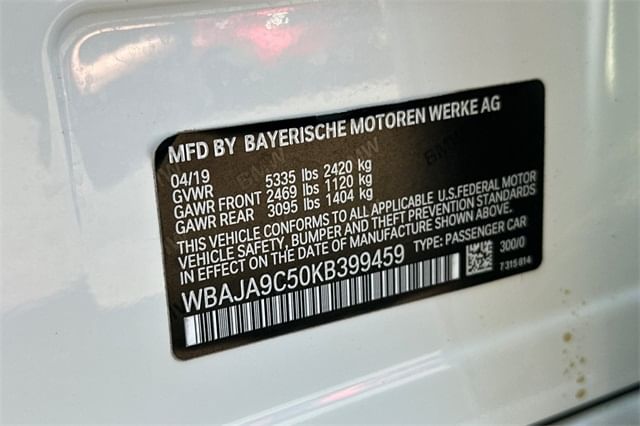 MFD BY BAYERISCHE MOTOREN WERKE AG
04/19
GVWR 5335 lbs 2420 kg
GAWR FRONT 2469 lbs 1120 kg
GAWR REAR 3095 lbs 1404 kg
THIS VEHICLE CONFORMS TO ALL APPLICABLE U.S.FEDERAL MOTOR
VEHICLE SAFETY, BUMPER AND THEFT PREVENTION STANDARDS
IN EFFECT ON THE DATE OF MANUFACTURE SHOWN ABOVE.
WBAJA9C50KB399459 TYPE: PASSENGER CAR
300/0
7 315 814